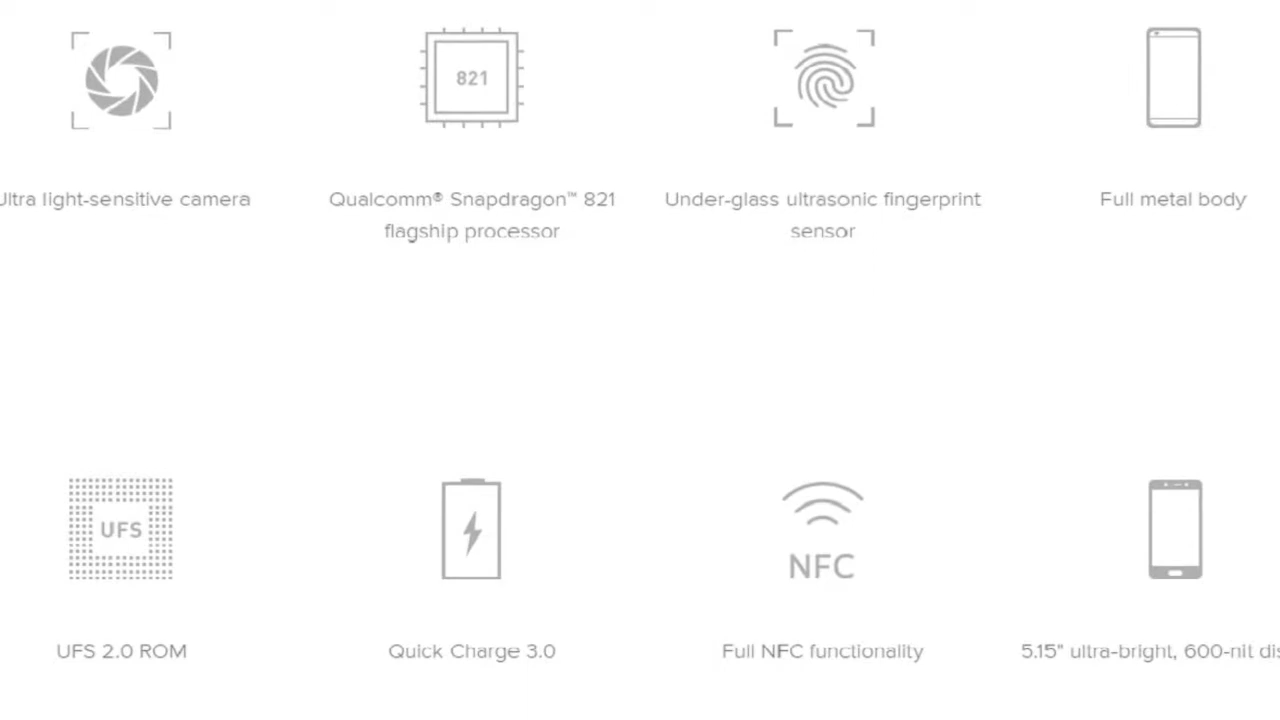 821
Ultra light-sensitive camera
Qualcomm® Snapdragon™ 821
flagship processor
Under-glass ultrasonic fingerprint
sensor
Full metal body
UFS
NFC
UFS 2.0 ROM
Quick Charge 3.0
Full NFC functionality
5.15" ultra-bright, 600-nit dis